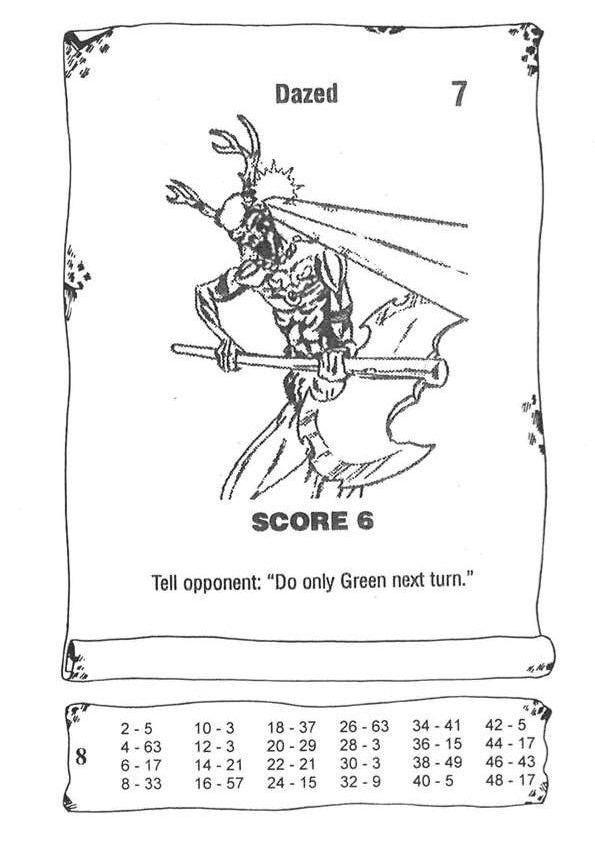 Dazed 7
SCORE 6
Tell opponent: “Do only Green next turn.”
8
2 - 5 10 - 3 18 - 37 26 - 63 34 - 41 42 - 5
4 - 63 12 - 3 20 - 29 28 - 3 36 - 15 44 - 17
6 - 17 14 - 21 22 - 21 30 - 3 38 - 49 46 - 43
8 - 33 16 - 57 24 - 15 32 - 9 40 - 5 48 - 17